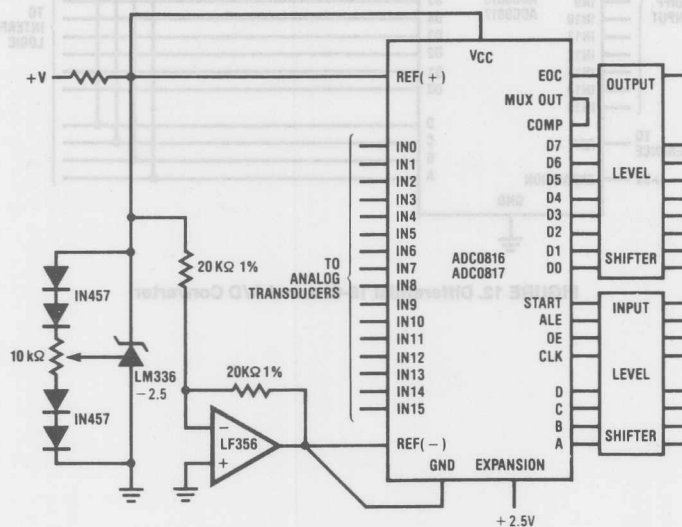 +V
REF(+)
VCC
EOC
MUX OUT
COMP
D7
D6
D5
D4
D3
D2
D1
D0
START
ALE
OE
CLK
D
C
B
A
OUTPUT
LEVEL
SHIFTER
INPUT
LEVEL
SHIFTER
IN0
IN1
IN2
IN3
IN4
IN5
IN6
IN7
IN8
IN9
IN10
IN11
IN12
IN13
IN14
IN15
TO
ANALOG
TRANSDUCERS
ADC0816
ADC0817
20 KΩ 1%
IN457
10 kΩ
LM336
–2.5
IN457
20KΩ 1%
LF356
–
+
REF(–)
GND
EXPANSION
+2.5V